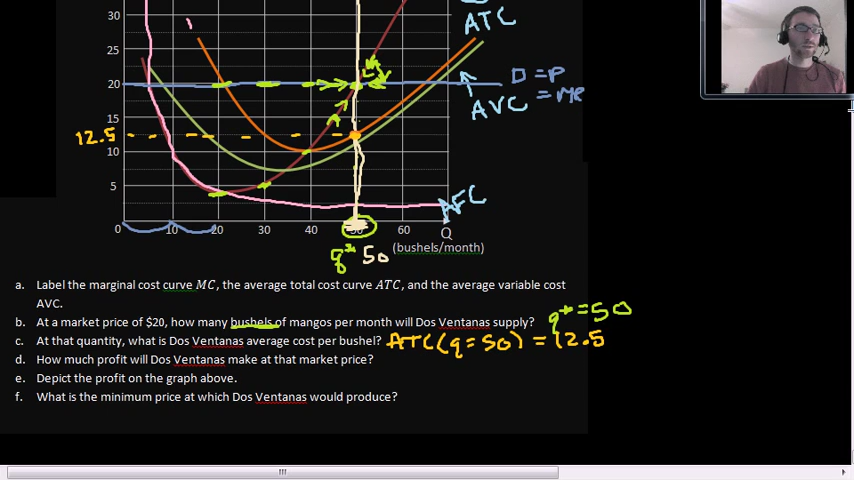 30
ATC
25
20
D = P
= MR
AVC
15
12.5
10
5
AFC
0 10 20 30 40 50 60 Q
(bushels/month)
q* 50
a. Label the marginal cost curve MC, the average total cost curve ATC, and the average variable cost
AVC.
b. At a market price of $20, how many bushels of mangos per month will Dos Ventanas supply? q* = 50
c. At that quantity, what is Dos Ventanas average cost per bushel? ATC(q = 50) = 12.5
d. How much profit will Dos Ventanas make at that market price?
e. Depict the profit on the graph above.
f. What is the minimum price at which Dos Ventanas would produce?